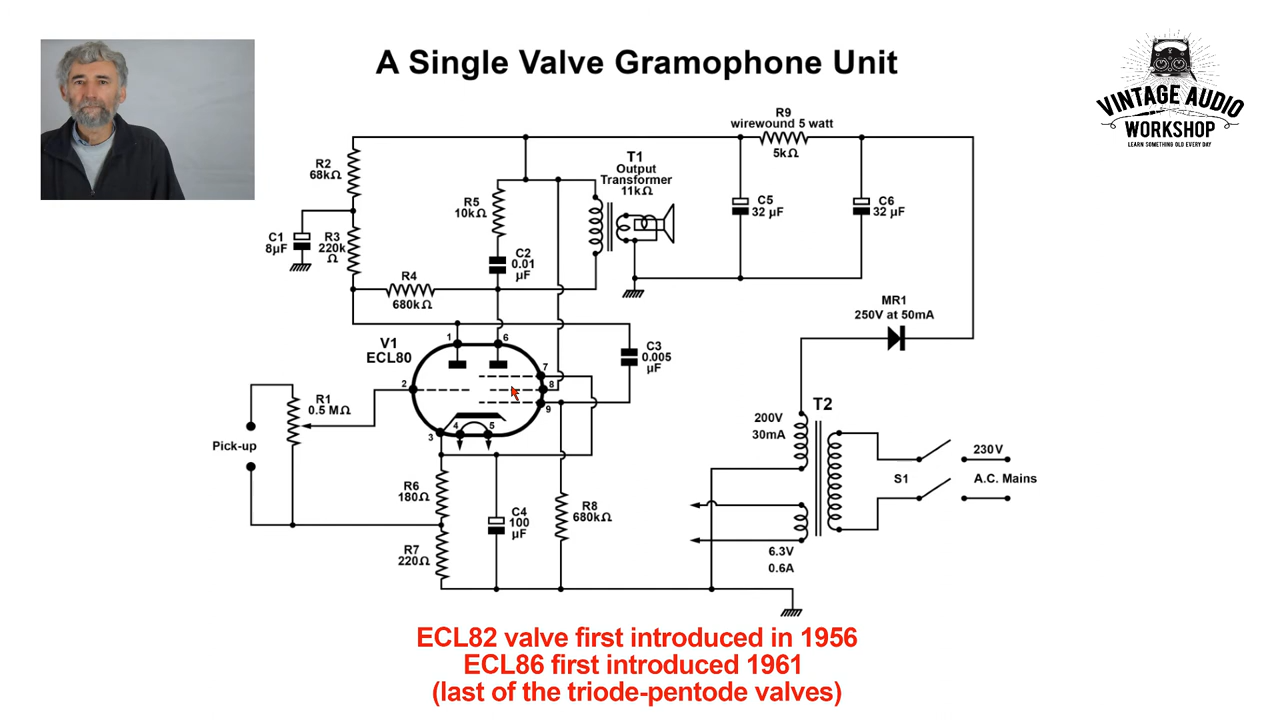 A Single Valve Gramophone Unit
VINTAGE AUDIO
WORKSHOP
LEARN SOMETHING OLD EVERY DAY
R9
wirewound 5 watt
5kΩ
R2
68kΩ
T1
Output
Transformer
11kΩ
R5
10kΩ
C5
32 µF
C6
32 µF
C1
8µF
R3
220k
Ω
C2
0.01
µF
R4
680kΩ
MR1
250V at 50mA
V1
ECL80
1
6
C3
0.005
µF
7
2
8
9
R1
0.5 MΩ
3
4
5
T2
200V
30mA
Pick-up
230V
S1
A.C. Mains
R6
180Ω
C4
100
µF
R8
680kΩ
R7
220Ω
6.3V
0.6A
ECL82 valve first introduced in 1956
ECL86 first introduced 1961
(last of the triode-pentode valves)